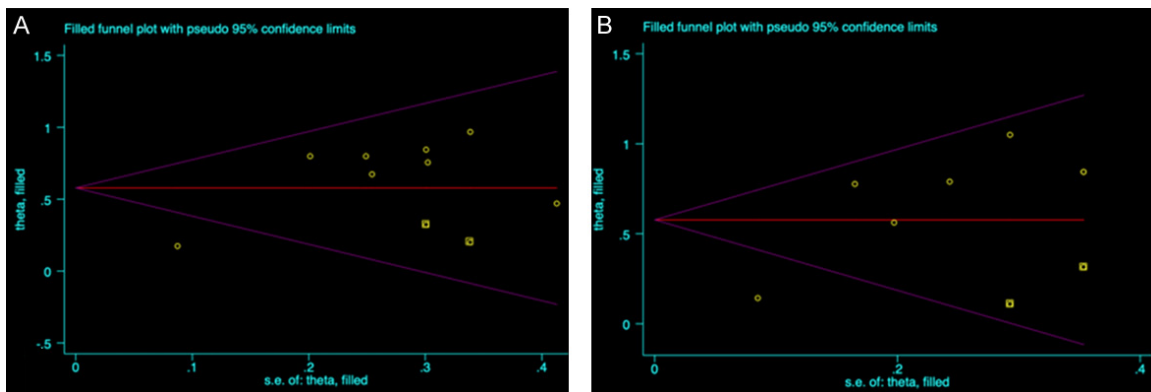 A
Filled funnel plot with pseudo 95% confidence limits
theta, filled
1.5
1
.5
0
-.5
0
.1
.2
.3
.4
s.e. of: theta, filled
B
Filled funnel plot with pseudo 95% confidence limits
theta, filled
1.5
1
.5
0
0
.2
.4
s.e. of: theta, filled